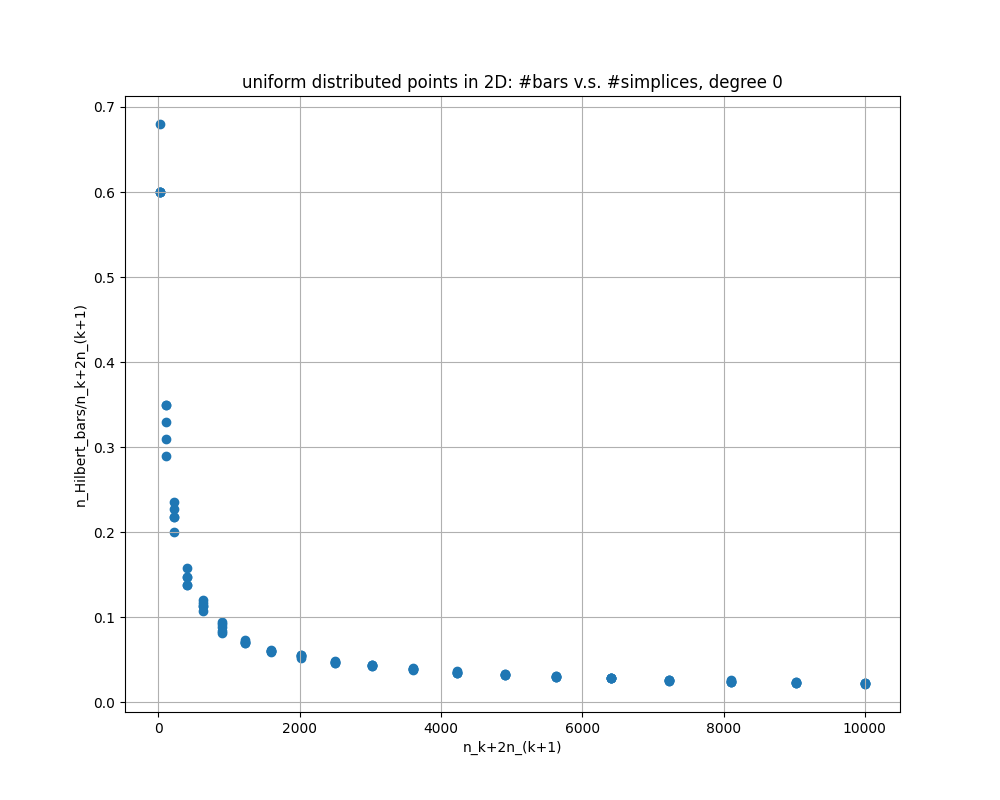 uniform distributed points in 2D: #bars v.s. #simplices, degree 0
0.7
0.6
0.5
0.4
0.3
0.2
0.1
0.0
n_Hilbert_bars/n_k+2n_(k+1)
0 2000 4000 6000 8000 10000
n_k+2n_(k+1)